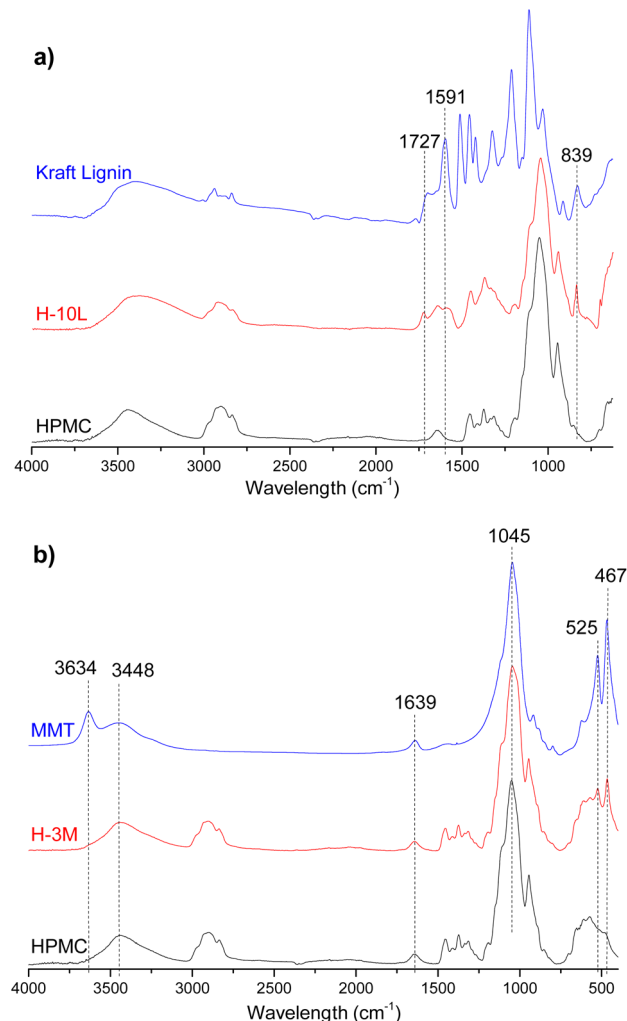 a)
1591
1727
839
Kraft Lignin
H-10L
HPMC
4000 3500 3000 2500 2000 1500 1000
Wavelength (cm-1)
b)
1045
467
525
3634
3448
1639
MMT
H-3M
HPMC
4000 3500 3000 2500 2000 1500 1000 500
Wavelength (cm-1)